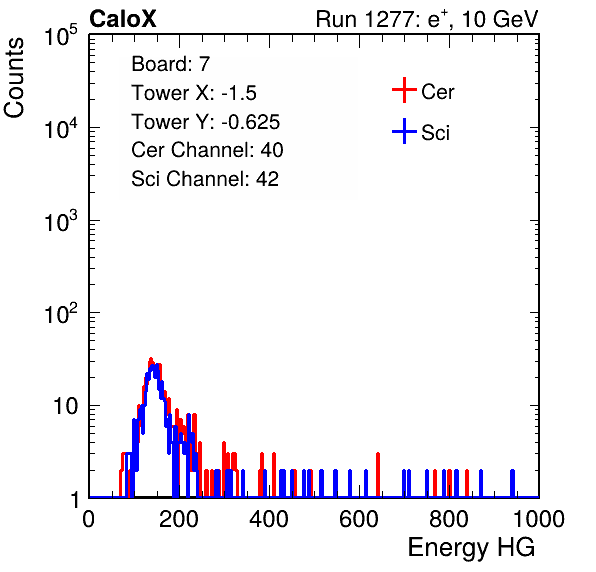 CaloX Run 1277: e⁺, 10 GeV
Counts
Board: 7
Tower X: -1.5
Tower Y: -0.625
Cer Channel: 40
Sci Channel: 42
Cer
Sci
10⁵
10⁴
10³
10²
10
1
0 200 400 600 800 1000
Energy HG